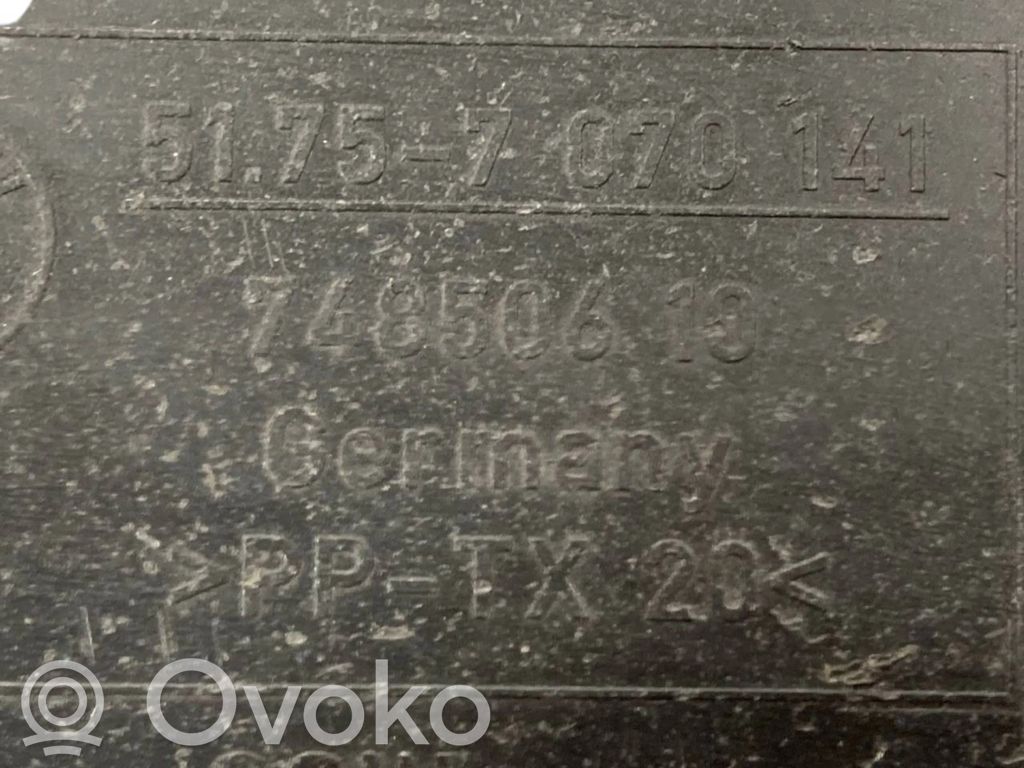 51.75-7 070 141
748506 10
Germany
>PP-TX 20<
R Ovoko